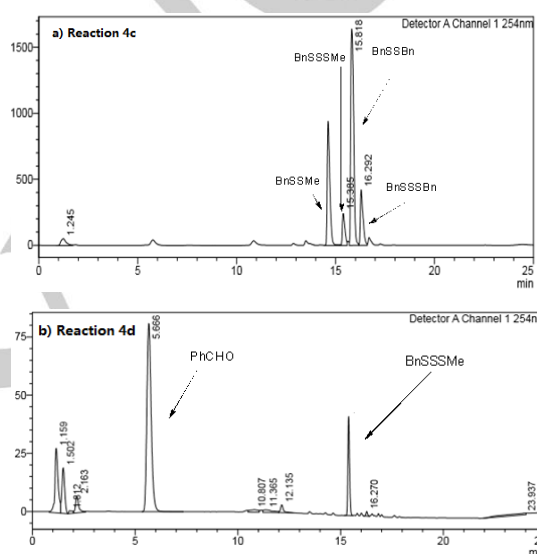 a) Reaction 4c
Detector A Channel 1 254nm
BnSSSMe
15.818
BnSSBn
1500
1000
500
0
1.245
BnSSMe
15.385
16.292
BnSSSBn
0 5 10 15 20 25
min
b) Reaction 4d
Detector A Channel 1 254n
75
50
25
0
1.159
1.502
2.163
5.666
PhCHO
10.807
11.365
12.135
BnSSSMe
16.270
23.937
0 5 10 15 20 2
min